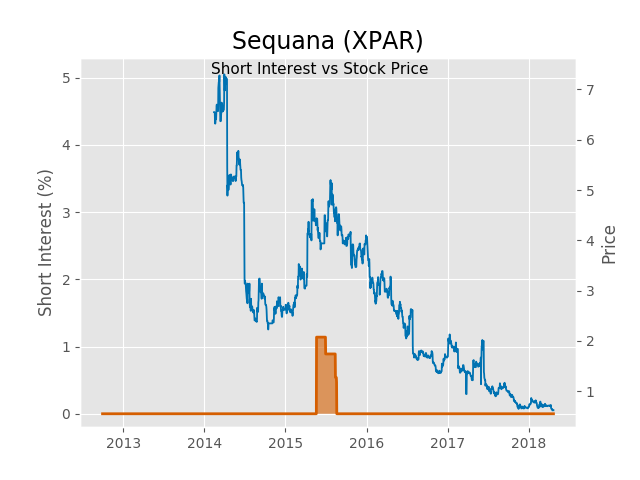 Sequana (XPAR)
Short Interest vs Stock Price
Short Interest (%)
5
4
3
2
1
0
7
6
5
4
3
2
1
Price
2013 2014 2015 2016 2017 2018